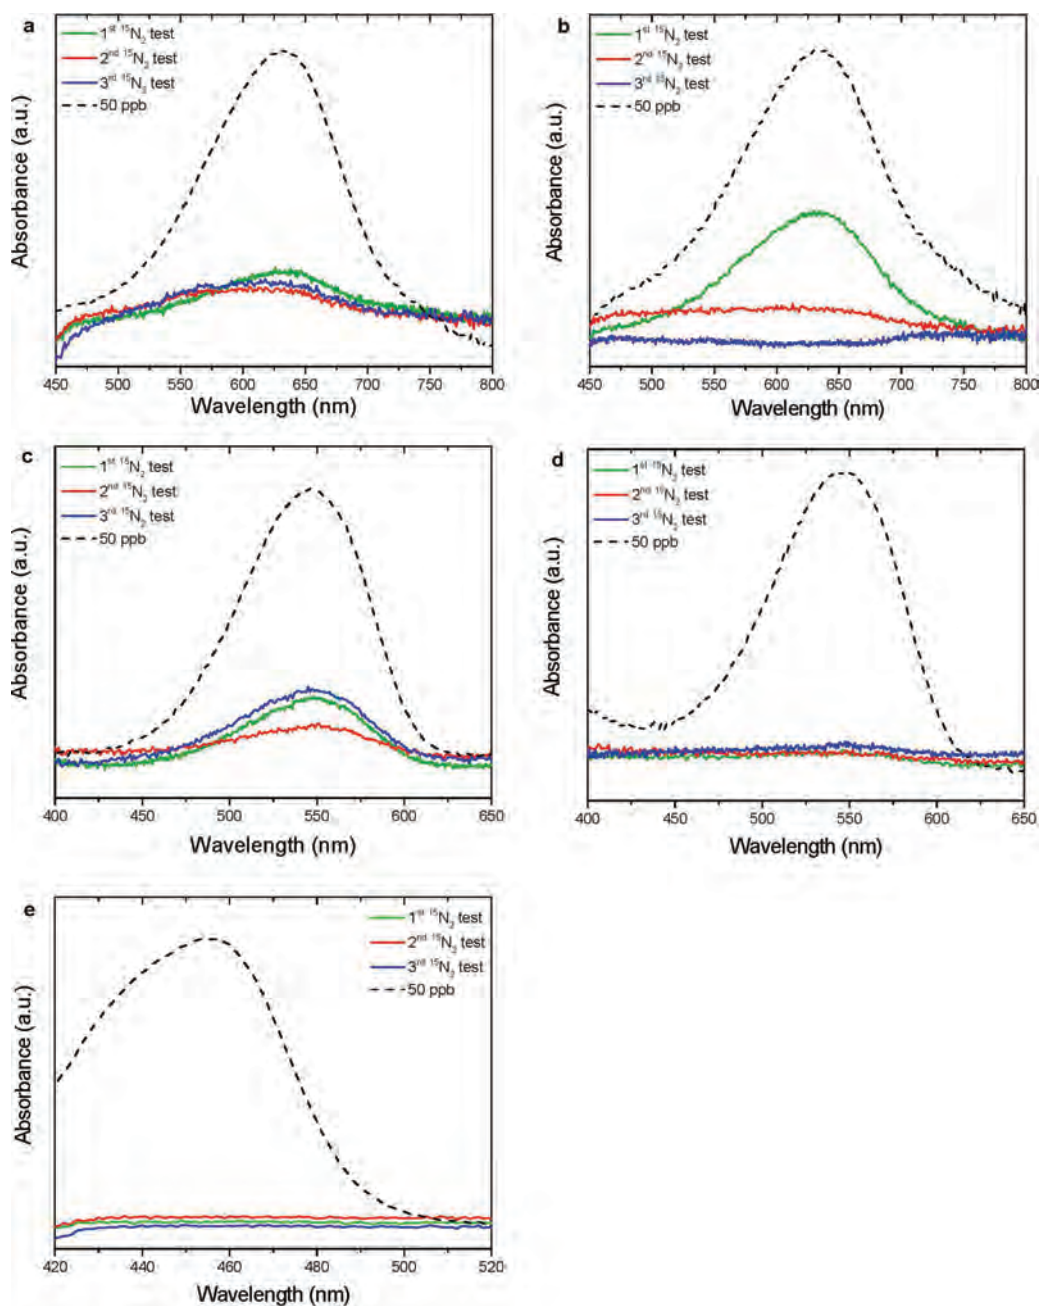 a
1st 15N2 test
2nd 15N2 test
3rd 15N2 test
50 ppb
Absorbance (a.u.)
450 500 550 600 650 700 750 800
Wavelength (nm)
b
1st 15N2 test
2nd 15N2 test
3rd 15N2 test
50 ppb
Absorbance (a.u.)
450 500 550 600 650 700 750 800
Wavelength (nm)
c
1st 15N2 test
2nd 15N2 test
3rd 15N2 test
50 ppb
Absorbance (a.u.)
400 450 500 550 600 650
Wavelength (nm)
d
1st 15N2 test
2nd 15N2 test
3rd 15N2 test
50 ppb
Absorbance (a.u.)
400 450 500 550 600 650
Wavelength (nm)
e
1st 15N2 test
2nd 15N2 test
3rd 15N2 test
50 ppb
Absorbance (a.u.)
420 440 460 480 500 520
Wavelength (nm)